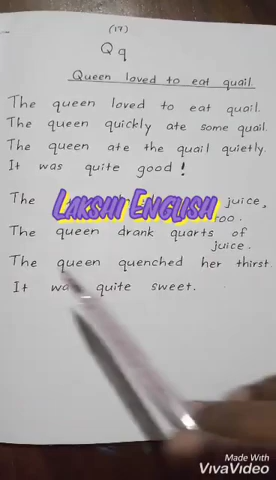 (17)
Q q
Queen loved to eat quail.
The queen loved to eat quail.
The queen quickly ate some quail.
The queen ate the quail quietly.
It was quite good!
The juice,
too.
LAKSHI ENGLISH
The queen drank quarts of
juice.
The queen quenched her thirst.
It was quite sweet.
Made With
VivaVideo